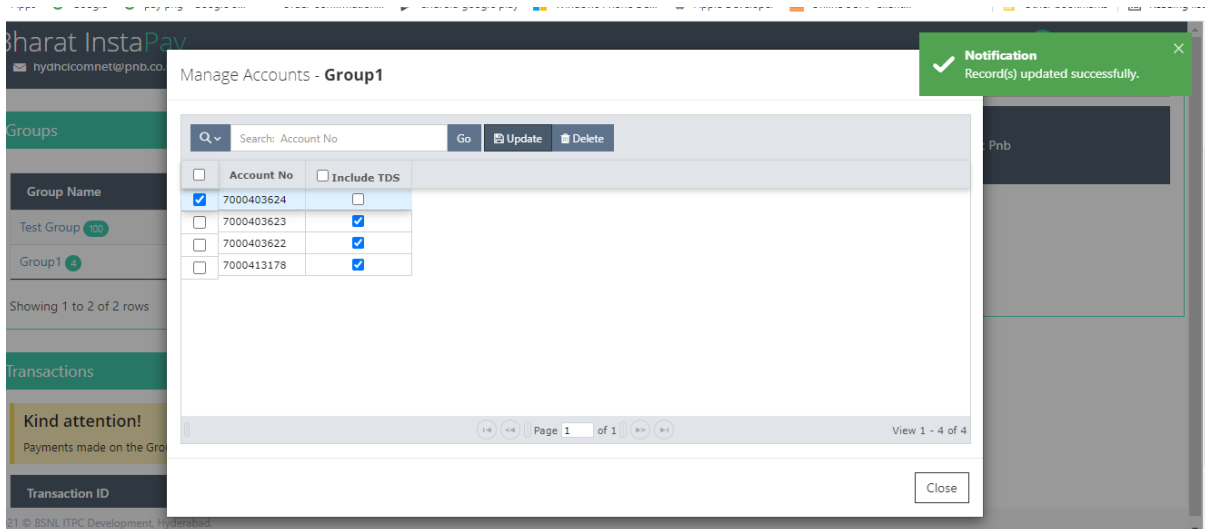 Bharat InstaPay
hydhcicomnet@pnb.co.
Notification
Record(s) updated successfully.
Manage Accounts - Group1
Groups
Search: Account No
Go
Update
Delete
Pnb
Account No
Include TDS
Group Name
7000403624
7000403623
Test Group 100
7000403622
Group1 4
7000413178
Showing 1 to 2 of 2 rows
Transactions
Kind attention!
Page 1 of 1
View 1 - 4 of 4
Payments made on the Gro
Transaction ID
Close
21 © BSNL ITPC Development, Hyderabad.